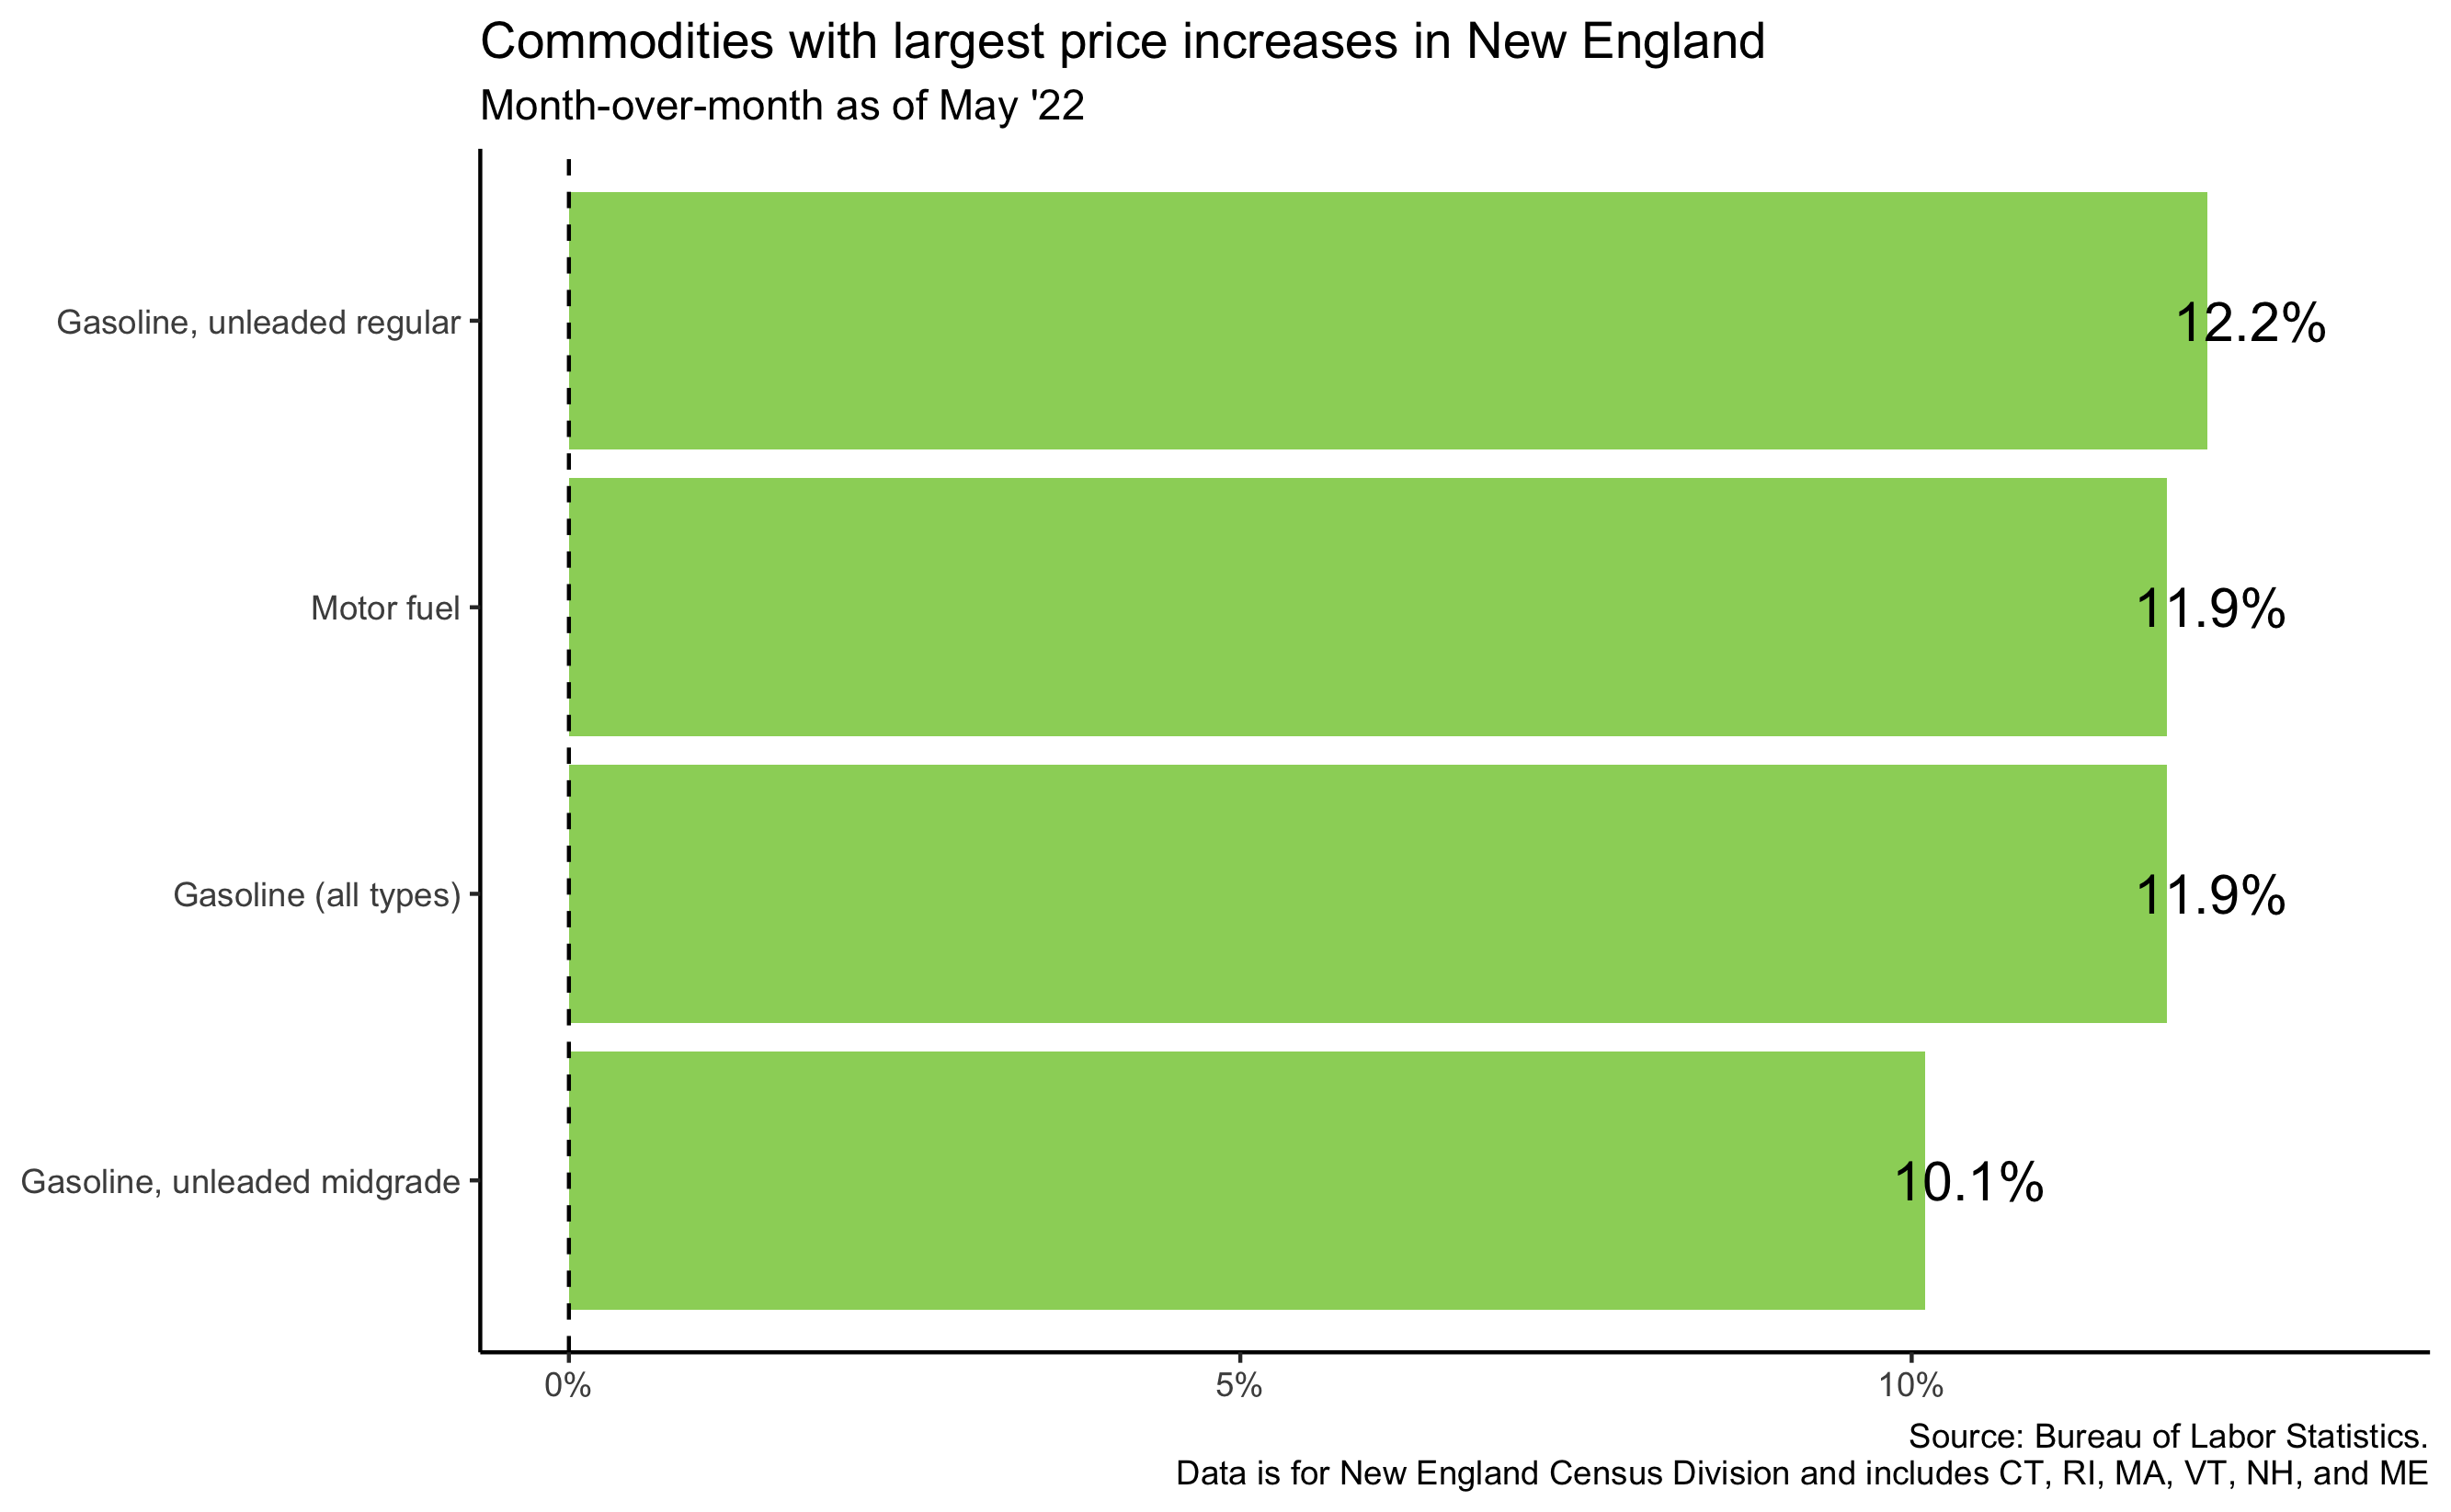 Commodities with largest price increases in New England
Month-over-month as of May '22
Gasoline, unleaded regular
12.2%
Motor fuel
11.9%
Gasoline (all types)
11.9%
Gasoline, unleaded midgrade
10.1%
0%
5%
10%
Source: Bureau of Labor Statistics.
Data is for New England Census Division and includes CT, RI, MA, VT, NH, and ME